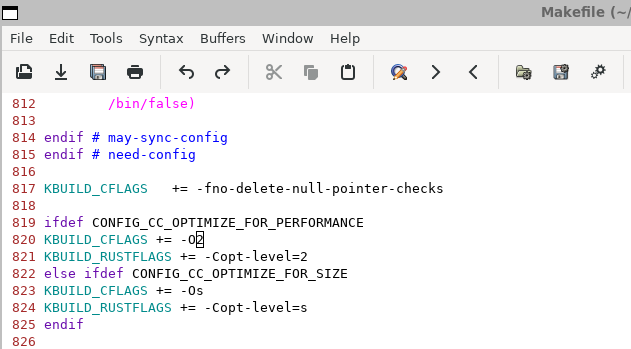 Makefile (~/
File Edit Tools Syntax Buffers Window Help
812         /bin/false)
813
814 endif # may-sync-config
815 endif # need-config
816
817 KBUILD_CFLAGS   += -fno-delete-null-pointer-checks
818
819 ifdef CONFIG_CC_OPTIMIZE_FOR_PERFORMANCE
820 KBUILD_CFLAGS += -O2
821 KBUILD_RUSTFLAGS += -Copt-level=2
822 else ifdef CONFIG_CC_OPTIMIZE_FOR_SIZE
823 KBUILD_CFLAGS += -Os
824 KBUILD_RUSTFLAGS += -Copt-level=s
825 endif
826